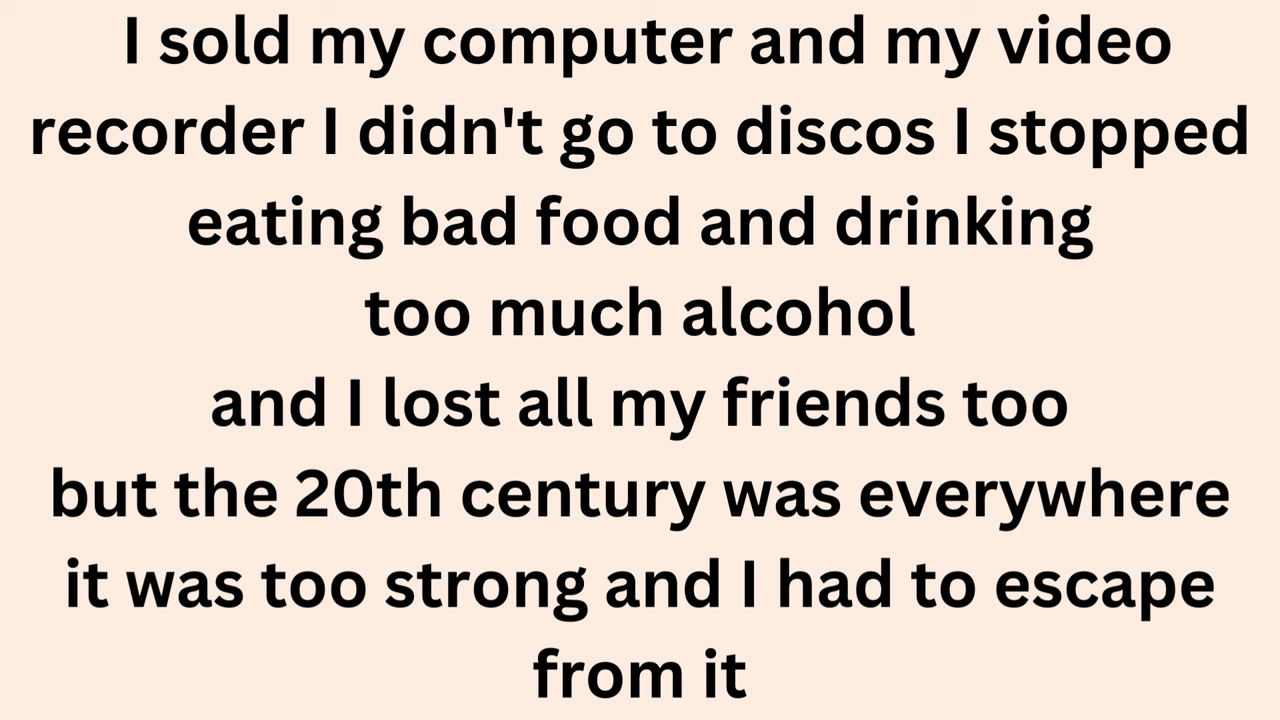 I sold my computer and my video
recorder I didn't go to discos I stopped
eating bad food and drinking
too much alcohol
and I lost all my friends too
but the 20th century was everywhere
it was too strong and I had to escape
from it